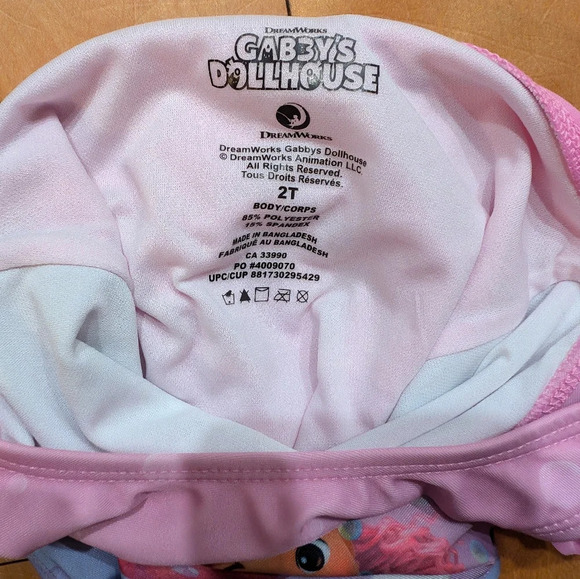 DREAMWORKS
GABBY'S
DOLLHOUSE
DREAMWORKS
DreamWorks Gabbys Dollhouse
© DreamWorks Animation LLC.
All Rights Reserved.
Tous Droits Réservés.
2T
BODY/CORPS
85% POLYESTER
15% SPANDEX
MADE IN BANGLADESH
FABRIQUÉ AU BANGLADESH
CA 33990
PO #4009070
UPC/CUP 881730295429